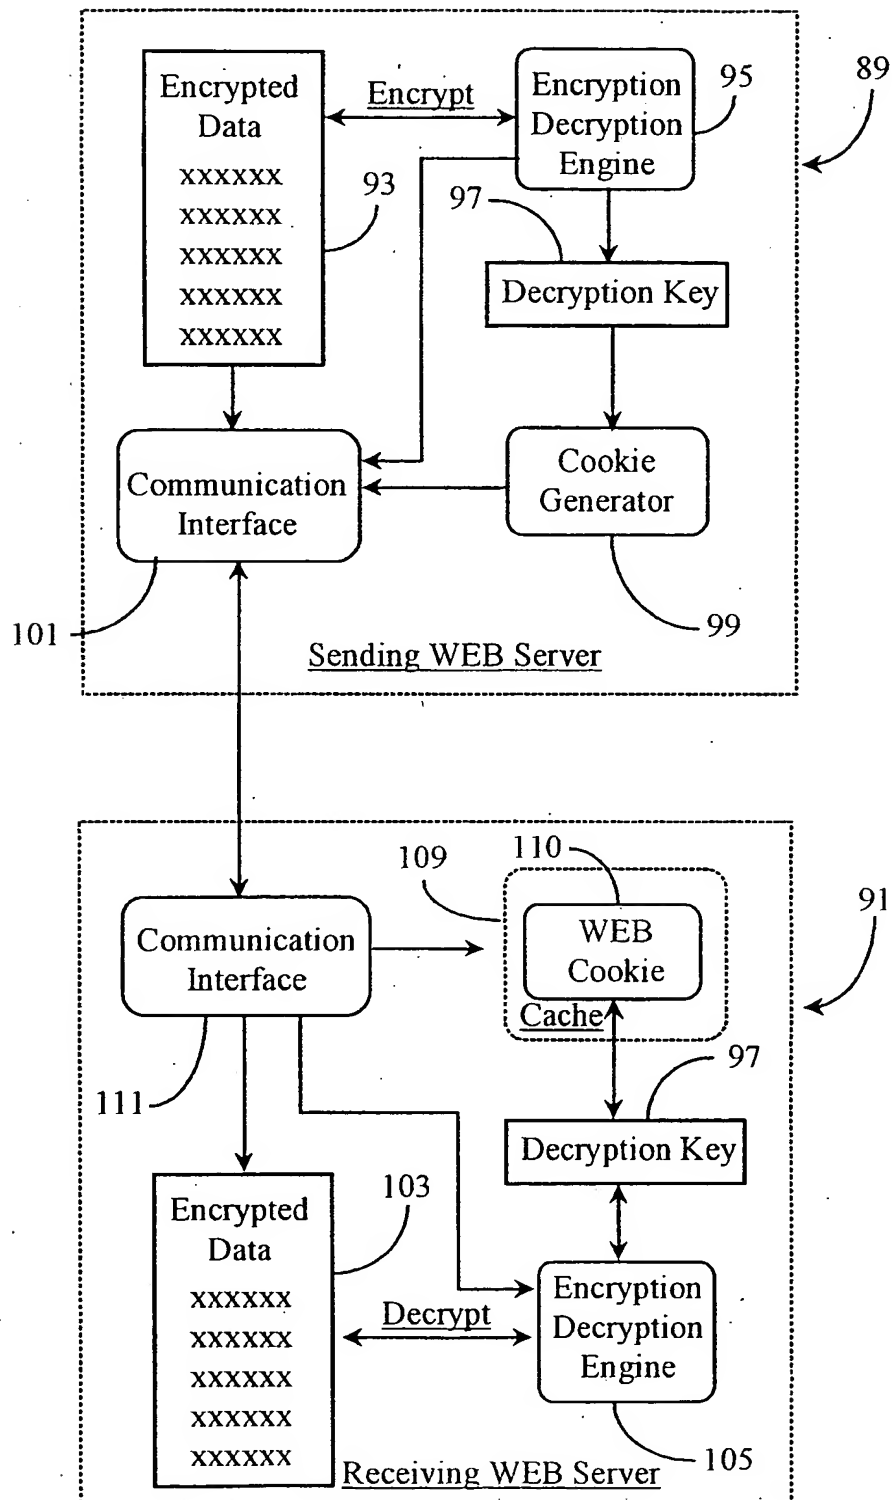 Encrypted
Data
xxxxxx
xxxxxx
xxxxxx
xxxxxx
xxxxxx
93
Encrypt
Encryption
Decryption
Engine
95
89
97
Decryption Key
Communication
Interface
Cookie
Generator
101
99
Sending WEB Server
109
110
WEB
Cookie
Cache
91
Communication
Interface
111
97
Decryption Key
Encrypted
Data
xxxxxx
xxxxxx
xxxxxx
xxxxxx
xxxxxx
103
Decrypt
Encryption
Decryption
Engine
105
Receiving WEB Server